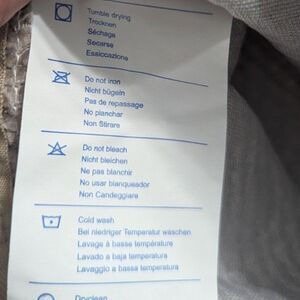 Tumble drying
Trocknen
Séchage
Secarse
Essiccazione
Do not iron
Nicht bügeln
Pas de repassage
No planchar
Non Stirare
Do not bleach
Nicht bleichen
Ne pas blanchir
No usar blanqueador
Non Candeggiare
Cold wash
Bei niedriger Temperatur waschen
Lavage à basse température
Lavado a baja temperatura
Lavaggio a basa temperatura
Dryclean